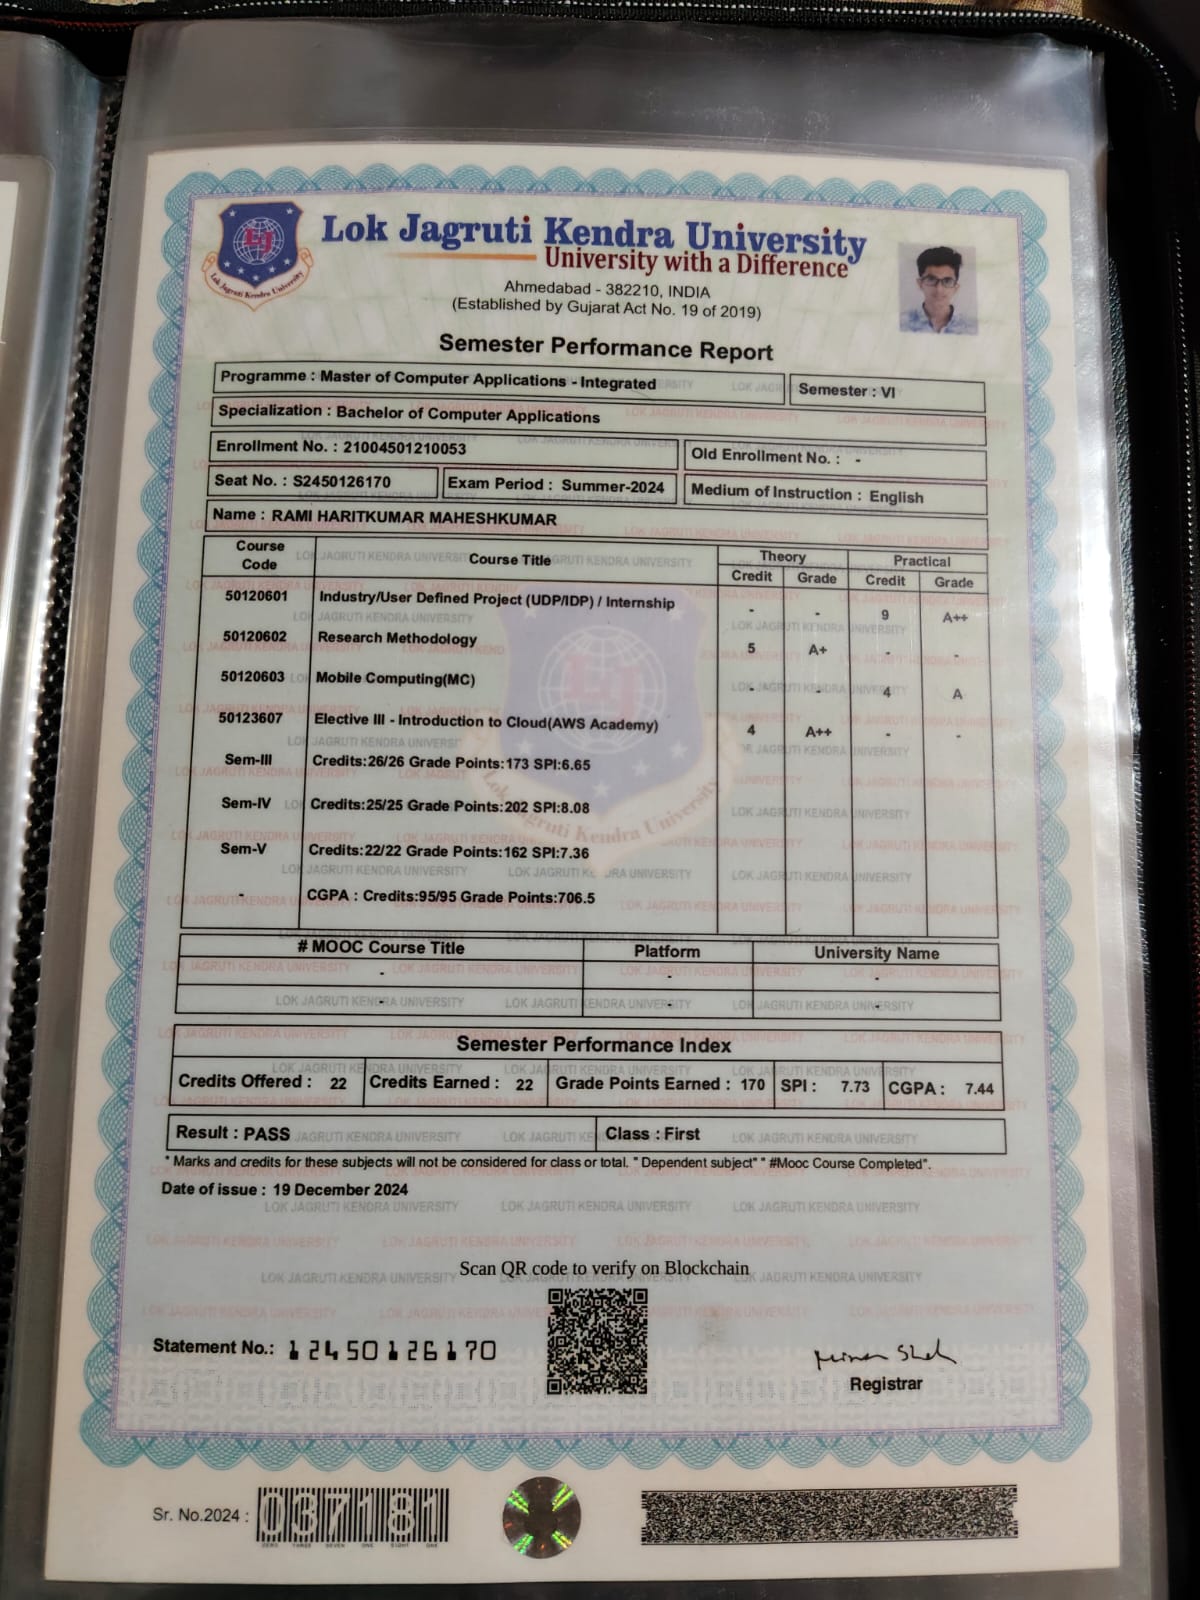 Lok Jagruti Kendra University
University with a Difference
Ahmedabad - 382210, INDIA
(Established by Gujarat Act No. 19 of 2019)
Lok Jagruti Kendra University
Semester Performance Report
Programme : Master of Computer Applications - Integrated
Semester : VI
Specialization : Bachelor of Computer Applications
Enrollment No. : 21004501210053
Old Enrollment No. : -
Seat No. : S2450126170
Exam Period : Summer-2024
Medium of Instruction : English
Name : RAMI HARITKUMAR MAHESHKUMAR
Course Code Course Title Theory Practical
Credit Grade Credit Grade
50120601 Industry/User Defined Project (UDP/IDP) / Internship - - 9 A++
50120602 Research Methodology 5 A+ - -
50120603 Mobile Computing(MC) - - 4 A
50123607 Elective III - Introduction to Cloud(AWS Academy) 4 A++ - -
Sem-III Credits:26/26 Grade Points:173 SPI:6.65
Sem-IV Credits:25/25 Grade Points:202 SPI:8.08
Sem-V Credits:22/22 Grade Points:162 SPI:7.36
- CGPA : Credits:95/95 Grade Points:706.5
# MOOC Course Title Platform University Name
- - -
- - -
Semester Performance Index
Credits Offered : 22 Credits Earned : 22 Grade Points Earned : 170 SPI : 7.73 CGPA : 7.44
Result : PASS Class : First
* Marks and credits for these subjects will not be considered for class or total. " Dependent subject" " #Mooc Course Completed".
Date of issue : 19 December 2024
Scan QR code to verify on Blockchain
Statement No.: 12450126170
Registrar
Sr. No.2024 : 037181
ZERO THREE SEVEN ONE EIGHT ONE